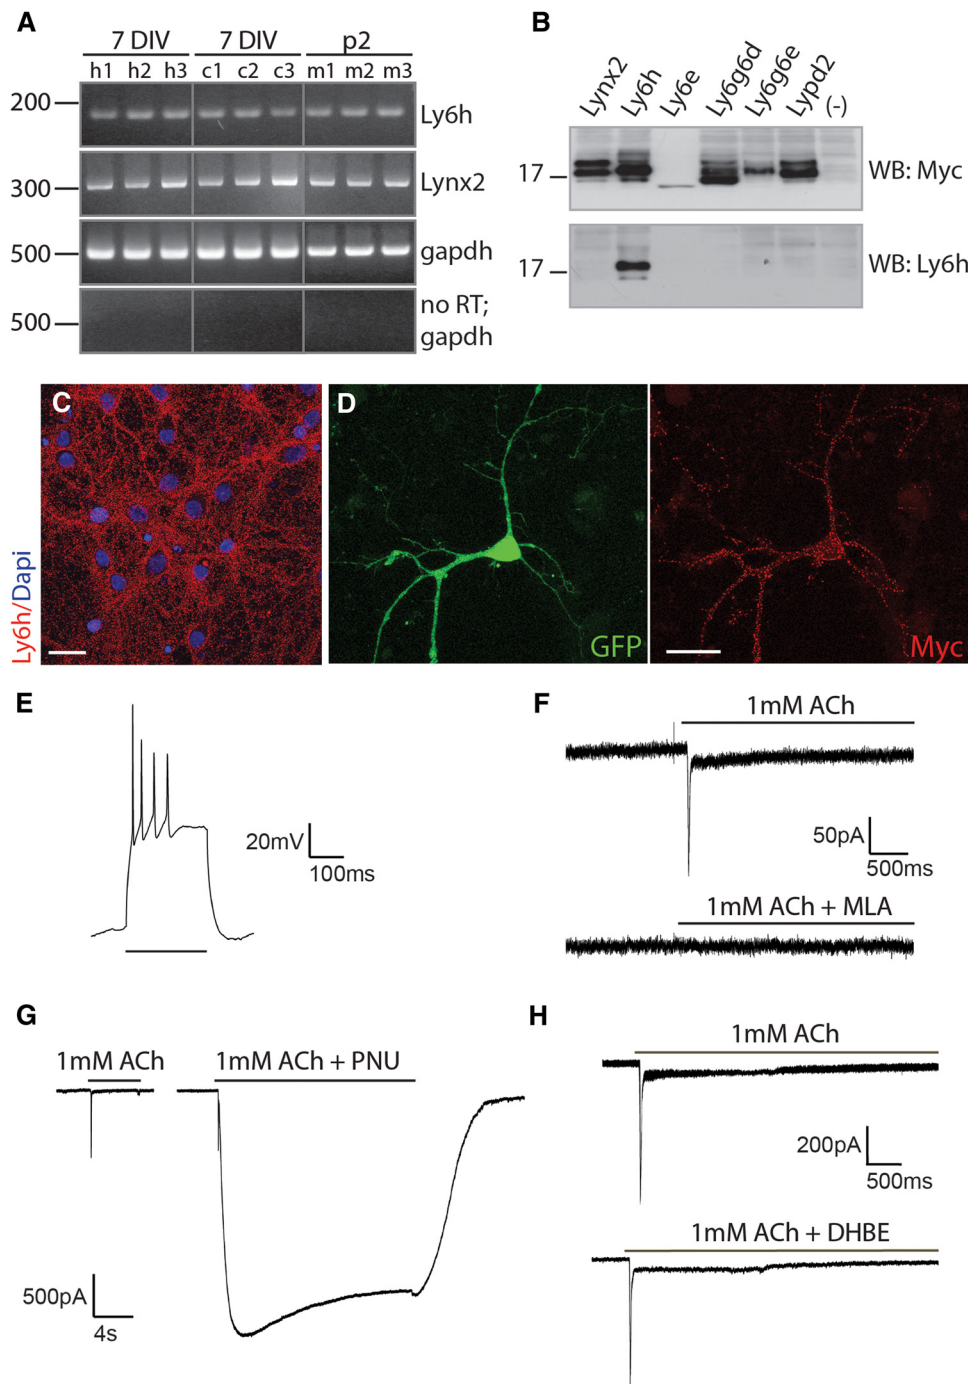 A
7 DIV 7 DIV p2
h1 h2 h3 c1 c2 c3 m1 m2 m3
200
Ly6h
300
Lynx2
500
gapdh
500
no RT;
gapdh
B
Lynx2 Ly6h Ly6e Ly6g6d Ly6g6e Lypd2 (-)
17
WB: Myc
17
WB: Ly6h
C
Ly6h/Dapi
D
GFP
Myc
E
20mV
100ms
F
1mM ACh
50pA
500ms
1mM ACh + MLA
G
1mM ACh
1mM ACh + PNU
500pA
4s
H
1mM ACh
200pA
500ms
1mM ACh + DHBE